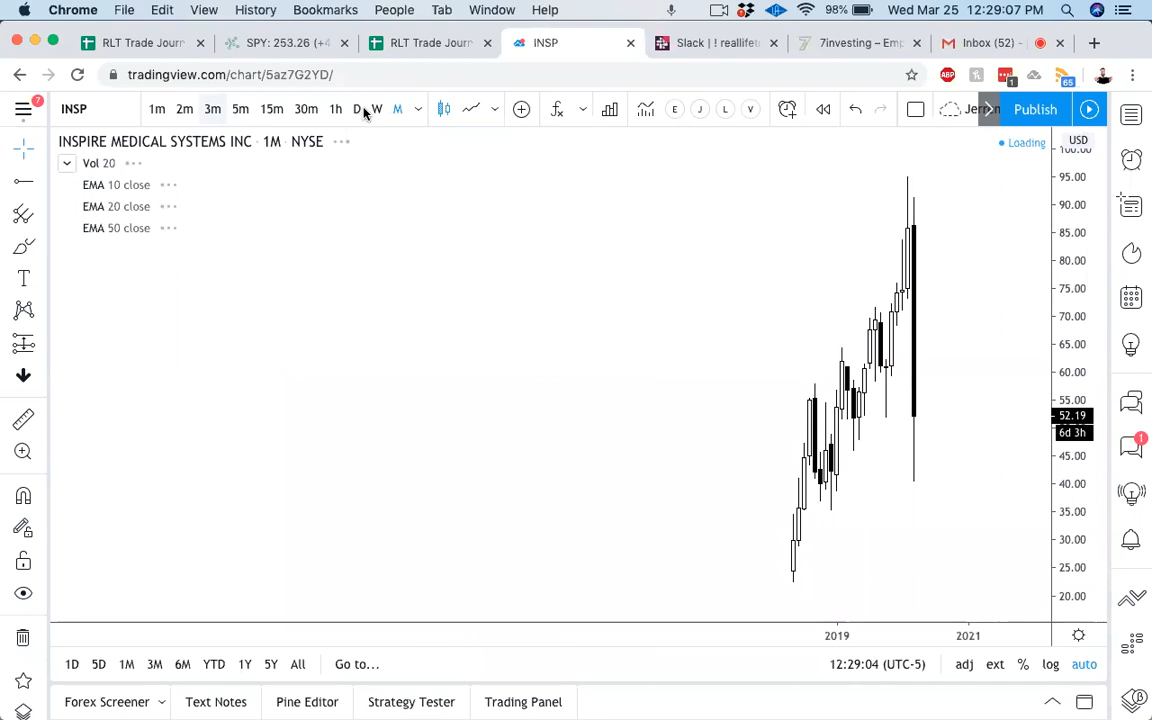 Chrome File Edit View History Bookmarks People Tab Window Help 98% Wed Mar 25 12:29:07 PM
RLT Trade Journ SPY: 253.26 (+4 RLT Trade Journ INSP Slack | ! reallifet 7investing – Emp Inbox (52) -
tradingview.com/chart/5az7G2YD/ ABP 1 65
7 INSP 1m 2m 3m 5m 15m 30m 1h D W M E J L V Publish
INSPIRE MEDICAL SYSTEMS INC · 1M · NYSE
Loading USD
Vol 20
EMA 10 close
EMA 20 close
EMA 50 close
100.00
95.00
90.00
85.00
80.00
75.00
70.00
65.00
60.00
55.00
52.19
6d 3h
45.00
40.00
35.00
30.00
25.00
20.00
1
2019 2021
1D 5D 1M 3M 6M YTD 1Y 5Y All Go to... 12:29:04 (UTC-5) adj ext % log auto
Forex Screener Text Notes Pine Editor Strategy Tester Trading Panel